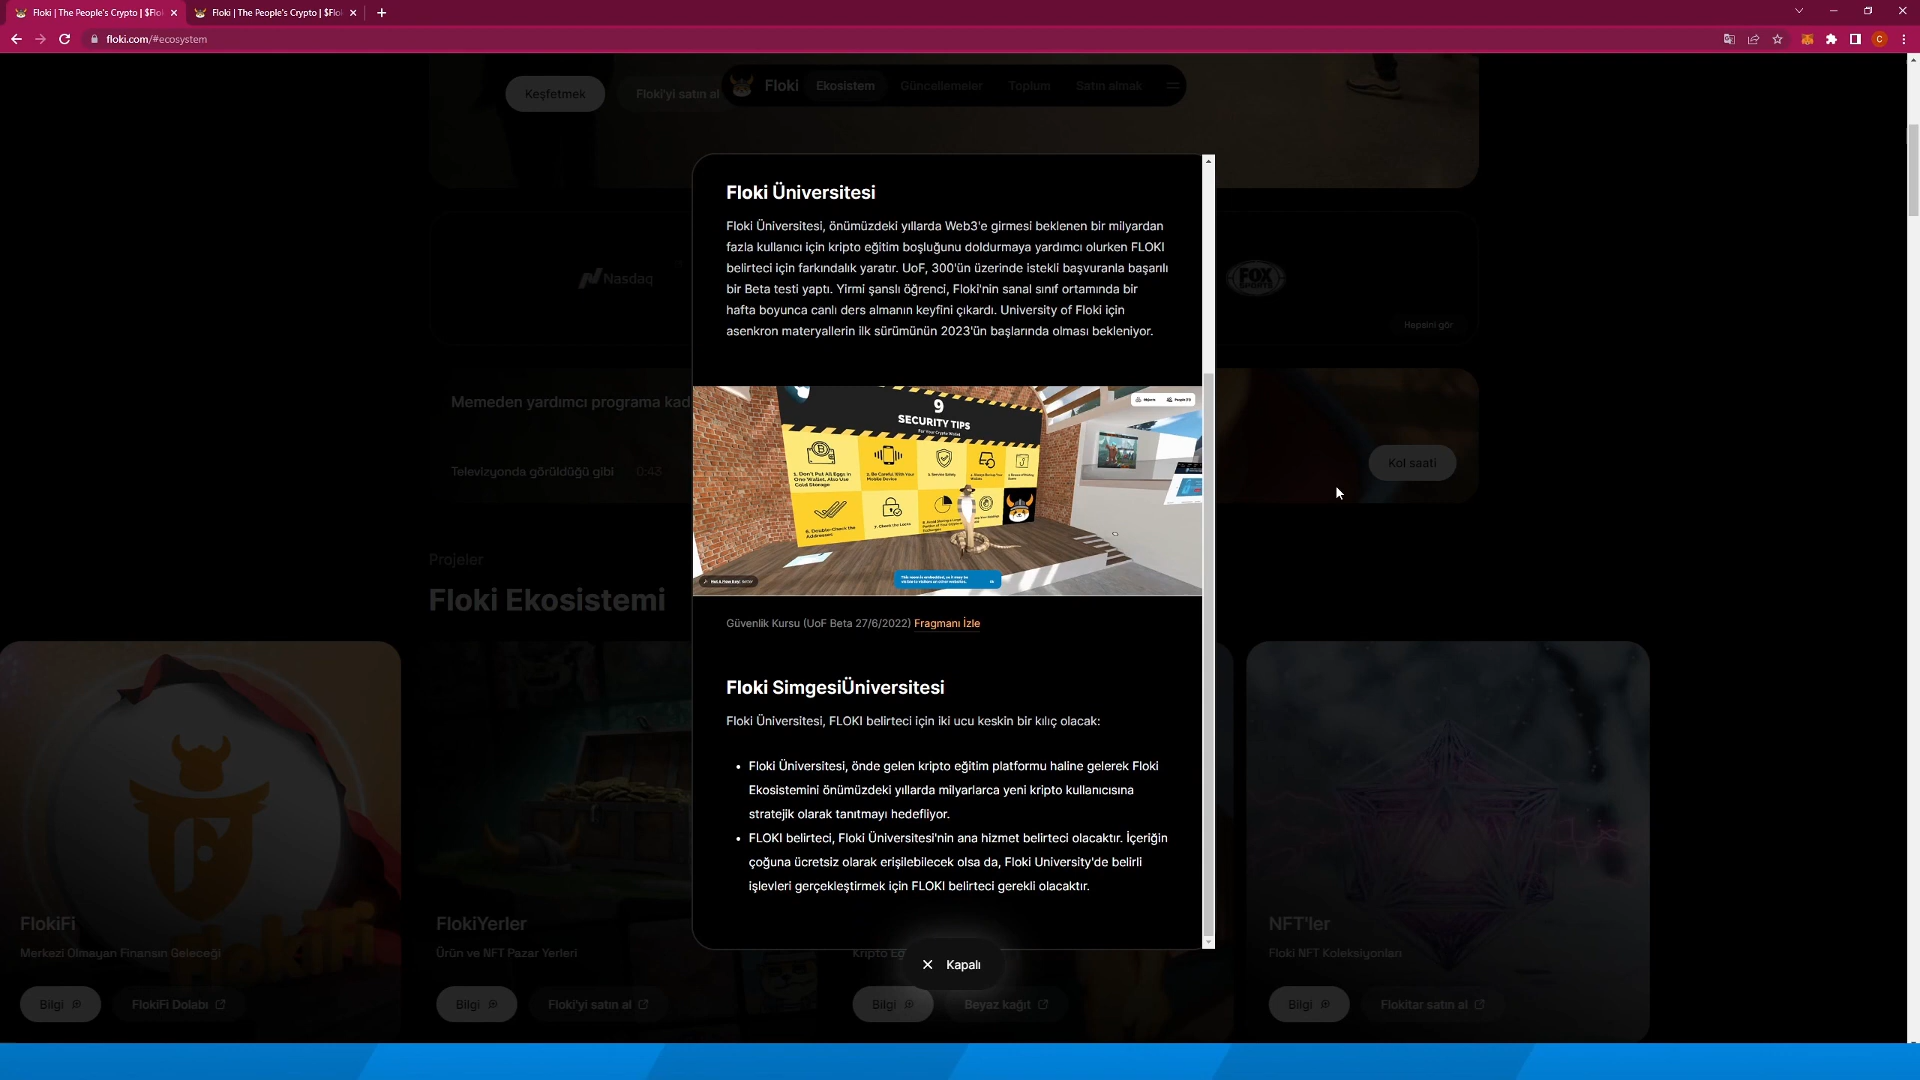 Floki | The People's Crypto | $Flok
Floki | The People's Crypto | $Flok
floki.com/#ecosystem
Keşfetmek
Floki'yi satın al
Floki
Ekosistem
Güncellemeler
Toplum
Satın almak
Floki Üniversitesi
Floki Üniversitesi, önümüzdeki yıllarda Web3'e girmesi beklenen bir milyardan
fazla kullanıcı için kripto eğitim boşluğunu doldurmaya yardımcı olurken FLOKI
belirteci için farkındalık yaratır. UoF, 300'ün üzerinde istekli başvuranla başarılı
bir Beta testi yaptı. Yirmi şanslı öğrenci, Floki'nin sanal sınıf ortamında bir
hafta boyunca canlı ders almanın keyfini çıkardı. University of Floki için
asenkron materyallerin ilk sürümünün 2023'ün başlarında olması bekleniyor.
Nasdaq
FOX
SPORTS
Hepsini gör
Memeden yardımcı programa kad
Televizyonda görüldüğü gibi
0:43
Kol saati
9
SECURITY TIPS
For Your Crypto Wallet
1. Don't Put All Eggs In
One Wallet, Also Use
Cold Storage
2. Be Careful With Your
Mobile Device
6. Double-Check the
Addresses
7. Check the Locks
Güvenlik Kursu (UoF Beta 27/6/2022) Fragmanı İzle
Projeler
Floki Ekosistemi
Floki SimgesiÜniversitesi
Floki Üniversitesi, FLOKI belirteci için iki ucu keskin bir kılıç olacak:
• Floki Üniversitesi, önde gelen kripto eğitim platformu haline gelerek Floki
Ekosistemini önümüzdeki yıllarda milyarlarca yeni kripto kullanıcısına
stratejik olarak tanıtmayı hedefliyor.
• FLOKI belirteci, Floki Üniversitesi'nin ana hizmet belirteci olacaktır. İçeriğin
çoğuna ücretsiz olarak erişilebilecek olsa da, Floki University'de belirli
işlevleri gerçekleştirmek için FLOKI belirteci gerekli olacaktır.
Kapalı
FlokiFi
FlokiFi
Merkezi Olmayan Finansın Geleceği
Bilgi
FlokiFi Dolabı
FlokiYerler
Ürün ve NFT Pazar Yerleri
Bilgi
Floki'yi satın al
Kripto Eğ
Bilgi
Beyaz kağıt
NFT'ler
Floki NFT Koleksiyonları
Bilgi
Flokitar satın al